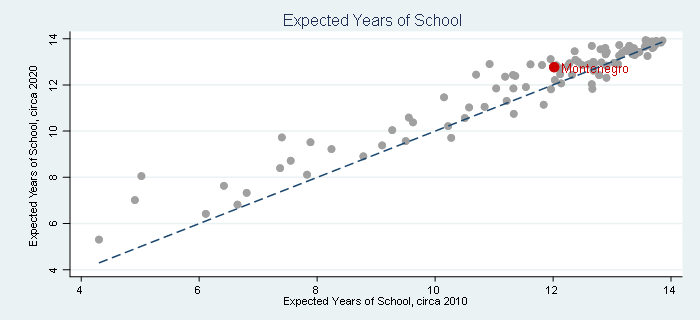 Expected Years of School
14
12
10
8
6
4
Expected Years of School, circa 2020
Montenegro
4 6 8 10 12 14
Expected Years of School, circa 2010